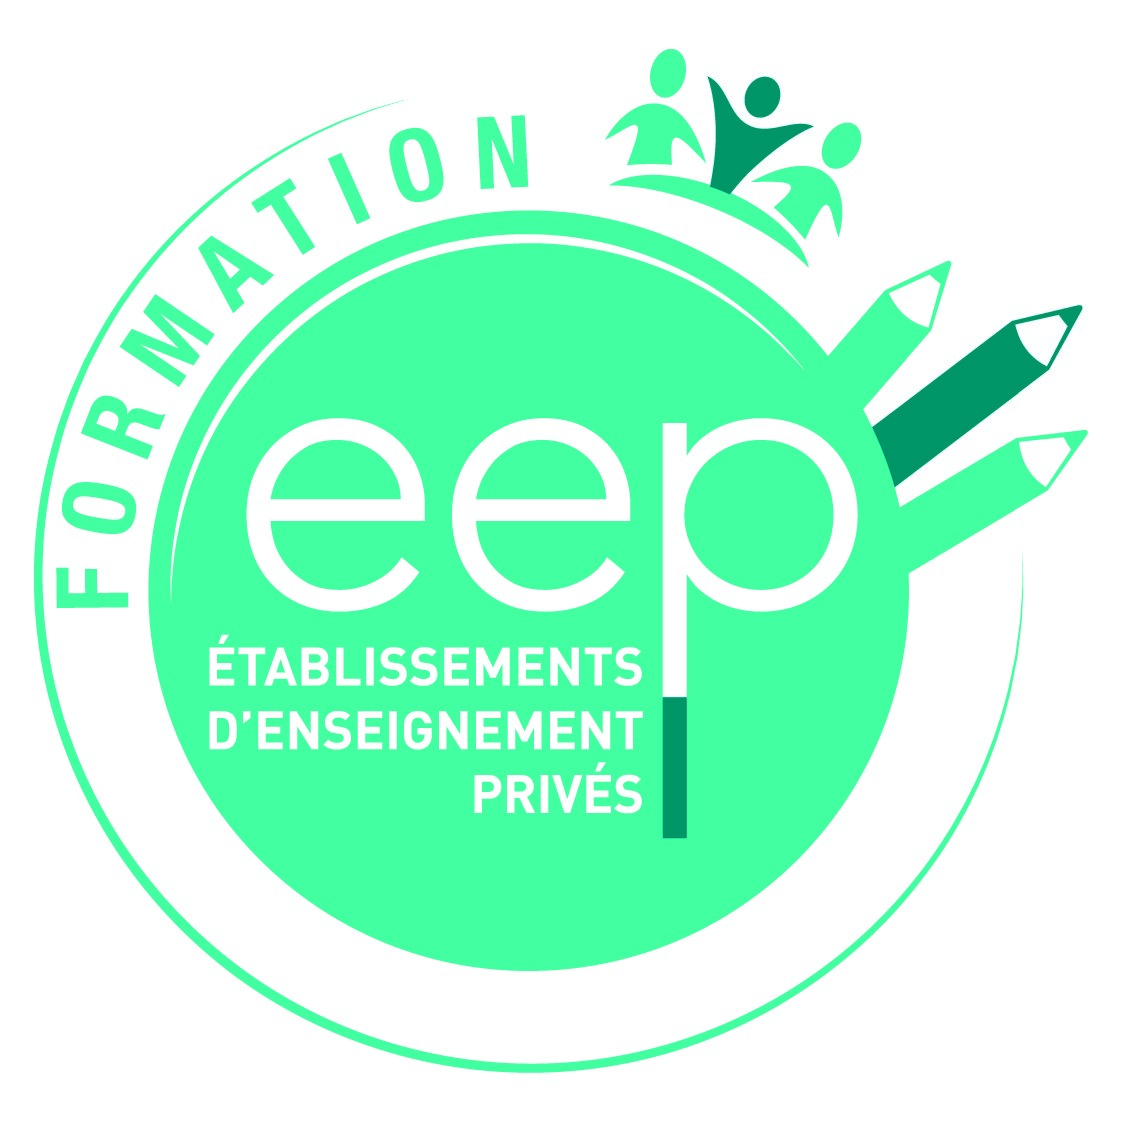 FORMATION
eep
ÉTABLISSEMENTS
D'ENSEIGNEMENT
PRIVÉS